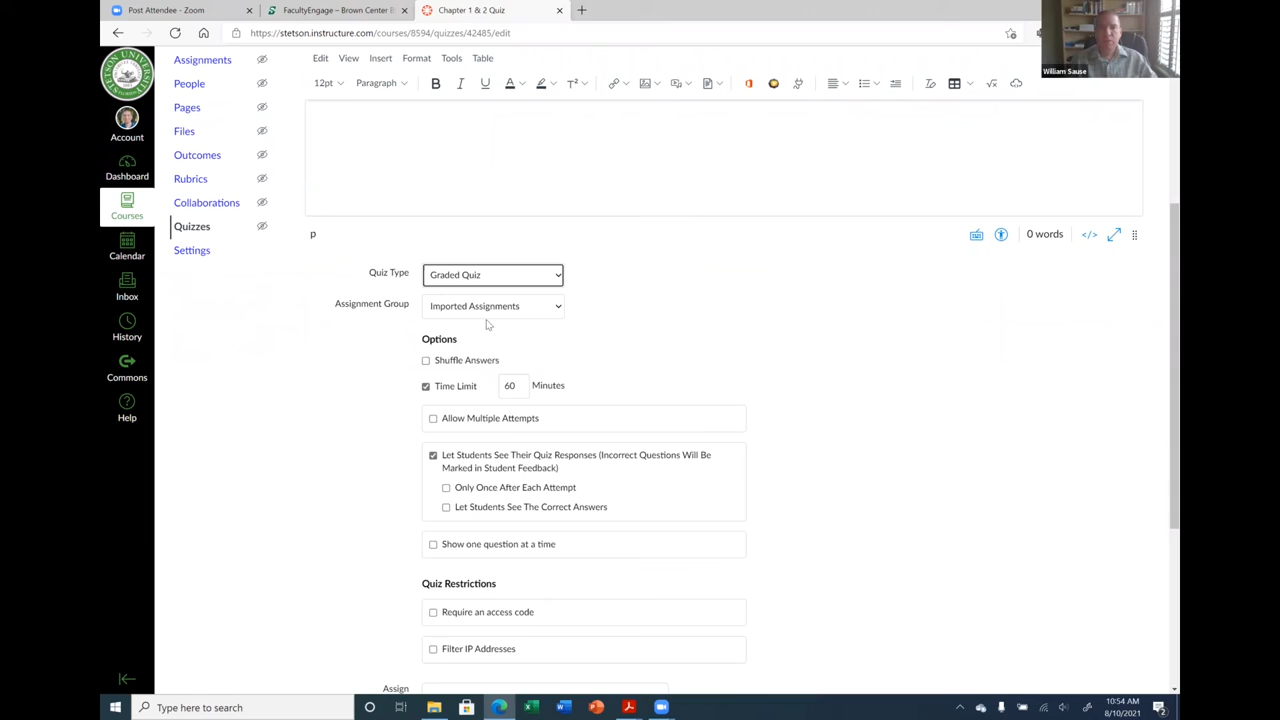 Post Attendee - Zoom
FacultyEngage – Brown Center
Chapter 1 & 2 Quiz
https://stetson.instructure.com/courses/8594/quizzes/42485/edit
William Sause
STETSON UNIVERSITY
Account
Dashboard
Courses
Calendar
Inbox
History
Commons
Help
Assignments
People
Pages
Files
Outcomes
Rubrics
Collaborations
Quizzes
Settings
Edit View Insert Format Tools Table
12pt Paragraph B I U A T²
p
0 words </>
Quiz Type Graded Quiz
Assignment Group Imported Assignments
Options
Shuffle Answers
Time Limit 60 Minutes
Allow Multiple Attempts
Let Students See Their Quiz Responses (Incorrect Questions Will Be
Marked in Student Feedback)
Only Once After Each Attempt
Let Students See The Correct Answers
Show one question at a time
Quiz Restrictions
Require an access code
Filter IP Addresses
Assign
Type here to search
10:54 AM
8/10/2021
2